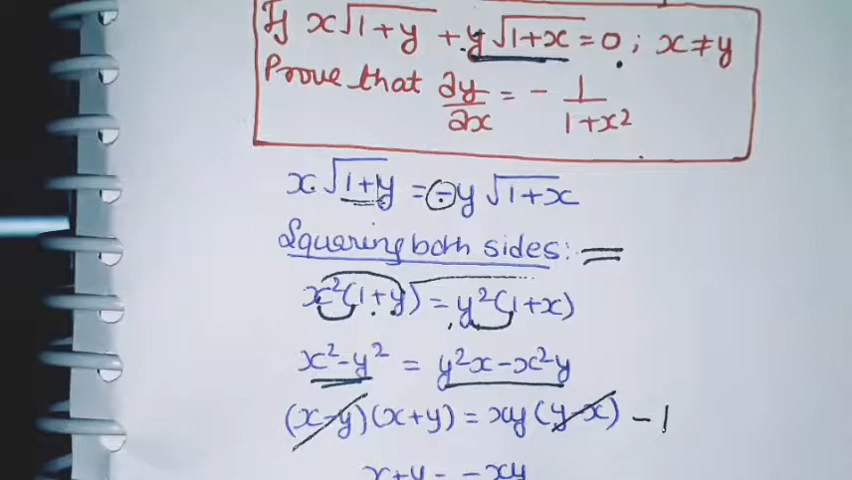 If x√1+y + y√1+x = 0 ; x ≠ y
Prove that ∂y/∂x = - 1/1+x²
x √1+y = -y √1+x
Squaring both sides:
x²(1+y) = y²(1+x)
x²-y² = y²x-x²y
(x-y)(x+y) = xy(y-x) -1
x+y = -xy